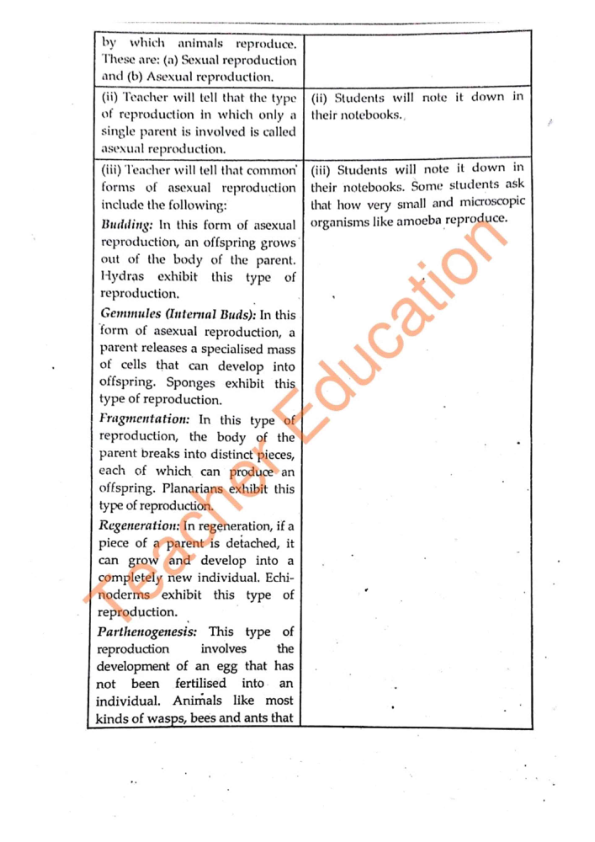 by which animals reproduce.
These are: (a) Sexual reproduction
and (b) Asexual reproduction.
(ii) Teacher will tell that the type
of reproduction in which only a
single parent is involved is called
asexual reproduction.
(ii) Students will note it down in
their notebooks.
(iii) Teacher will tell that common
forms of asexual reproduction
include the following:
Budding: In this form of asexual
reproduction, an offspring grows
out of the body of the parent.
Hydras exhibit this type of
reproduction.
Gemmules (Internal Buds): In this
form of asexual reproduction, a
parent releases a specialised mass
of cells that can develop into
offspring. Sponges exhibit this
type of reproduction.
Fragmentation: In this type of
reproduction, the body of the
parent breaks into distinct pieces,
each of which can produce an
offspring. Planarians exhibit this
type of reproduction.
Regeneration: In regeneration, if a
piece of a parent is detached, it
can grow and develop into a
completely new individual. Echi-
noderms exhibit this type of
reproduction.
Parthenogenesis: This type of
reproduction involves the
development of an egg that has
not been fertilised into an
individual. Animals like most
kinds of wasps, bees and ants that
(iii) Students will note it down in
their notebooks. Some students ask
that how very small and microscopic
organisms like amoeba reproduce.
Teacher Education